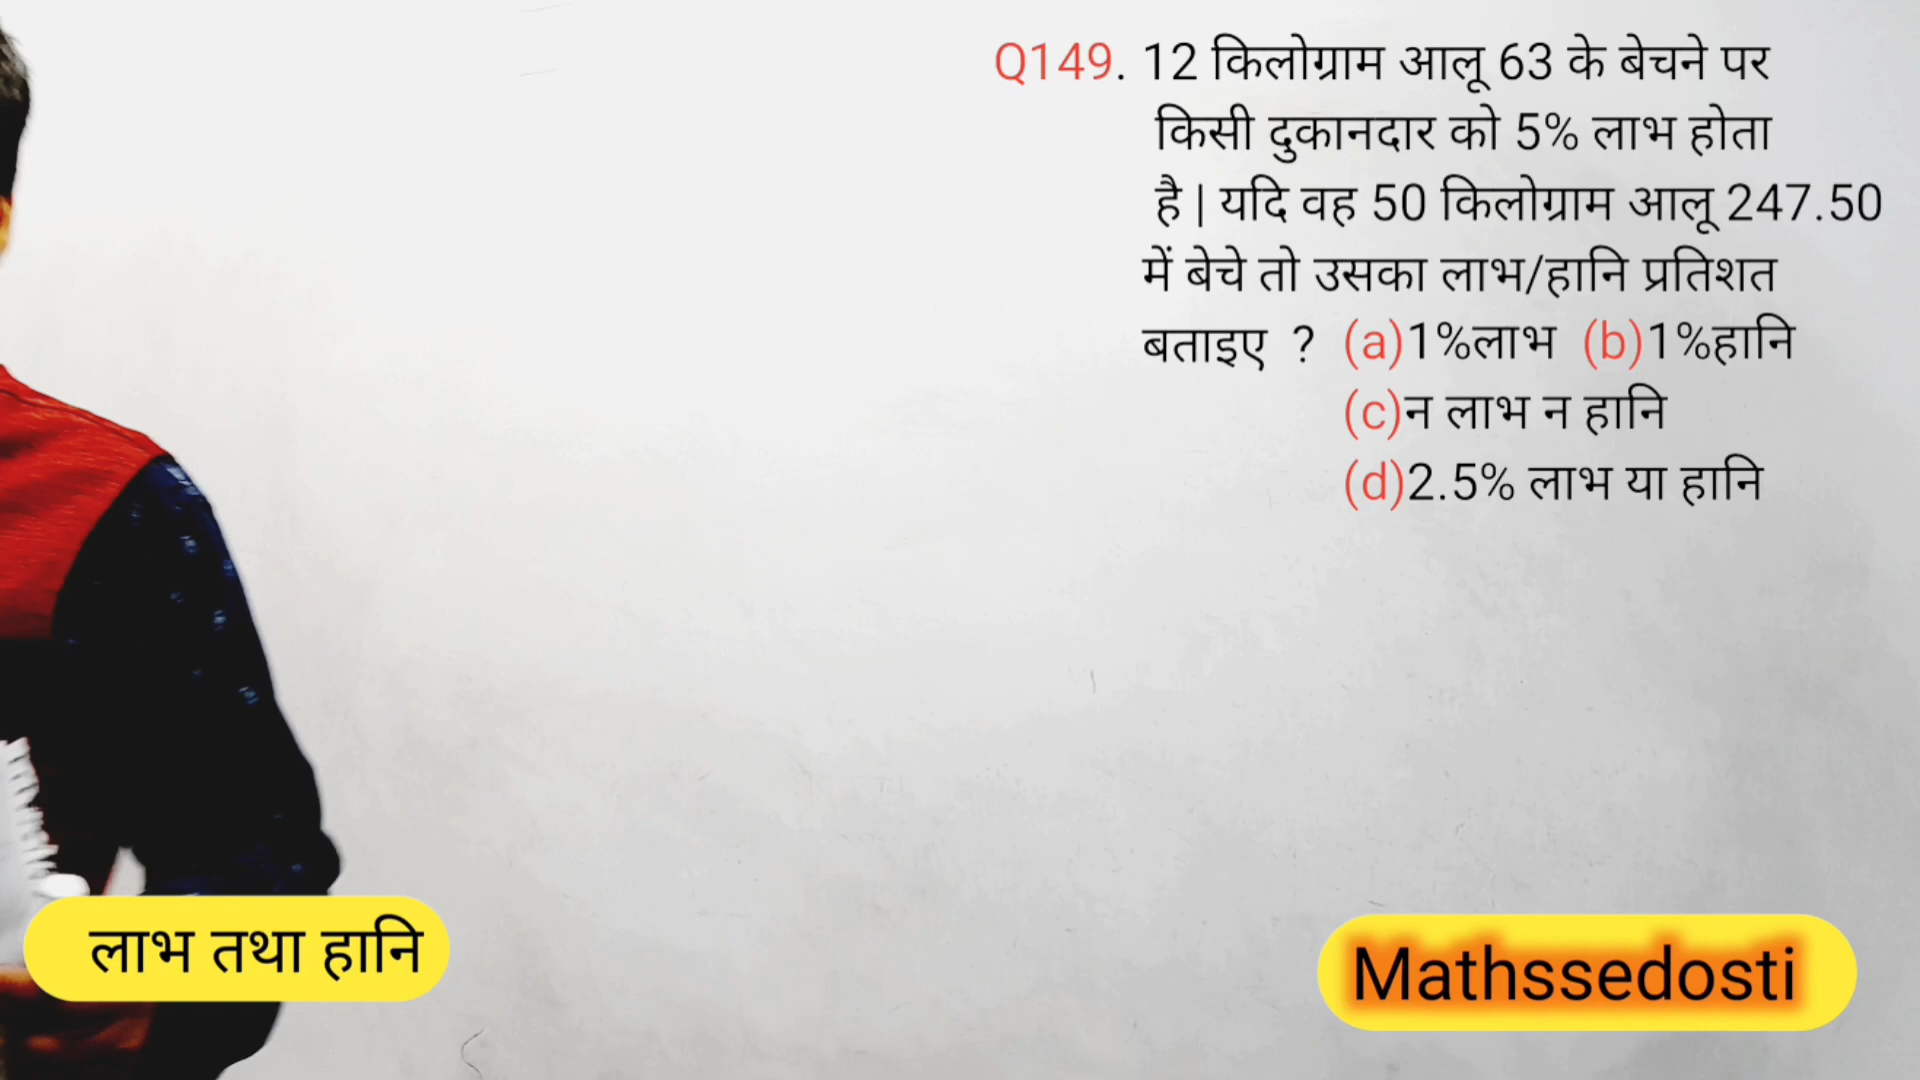 Q149. 12 किलोग्राम आलू 63 के बेचने पर
किसी दुकानदार को 5% लाभ होता
है | यदि वह 50 किलोग्राम आलू 247.50
में बेचे तो उसका लाभ/हानि प्रतिशत
बताइए ? (a)1%लाभ (b)1%हानि
(c)न लाभ न हानि
(d)2.5% लाभ या हानि
लाभ तथा हानि
Mathssedosti